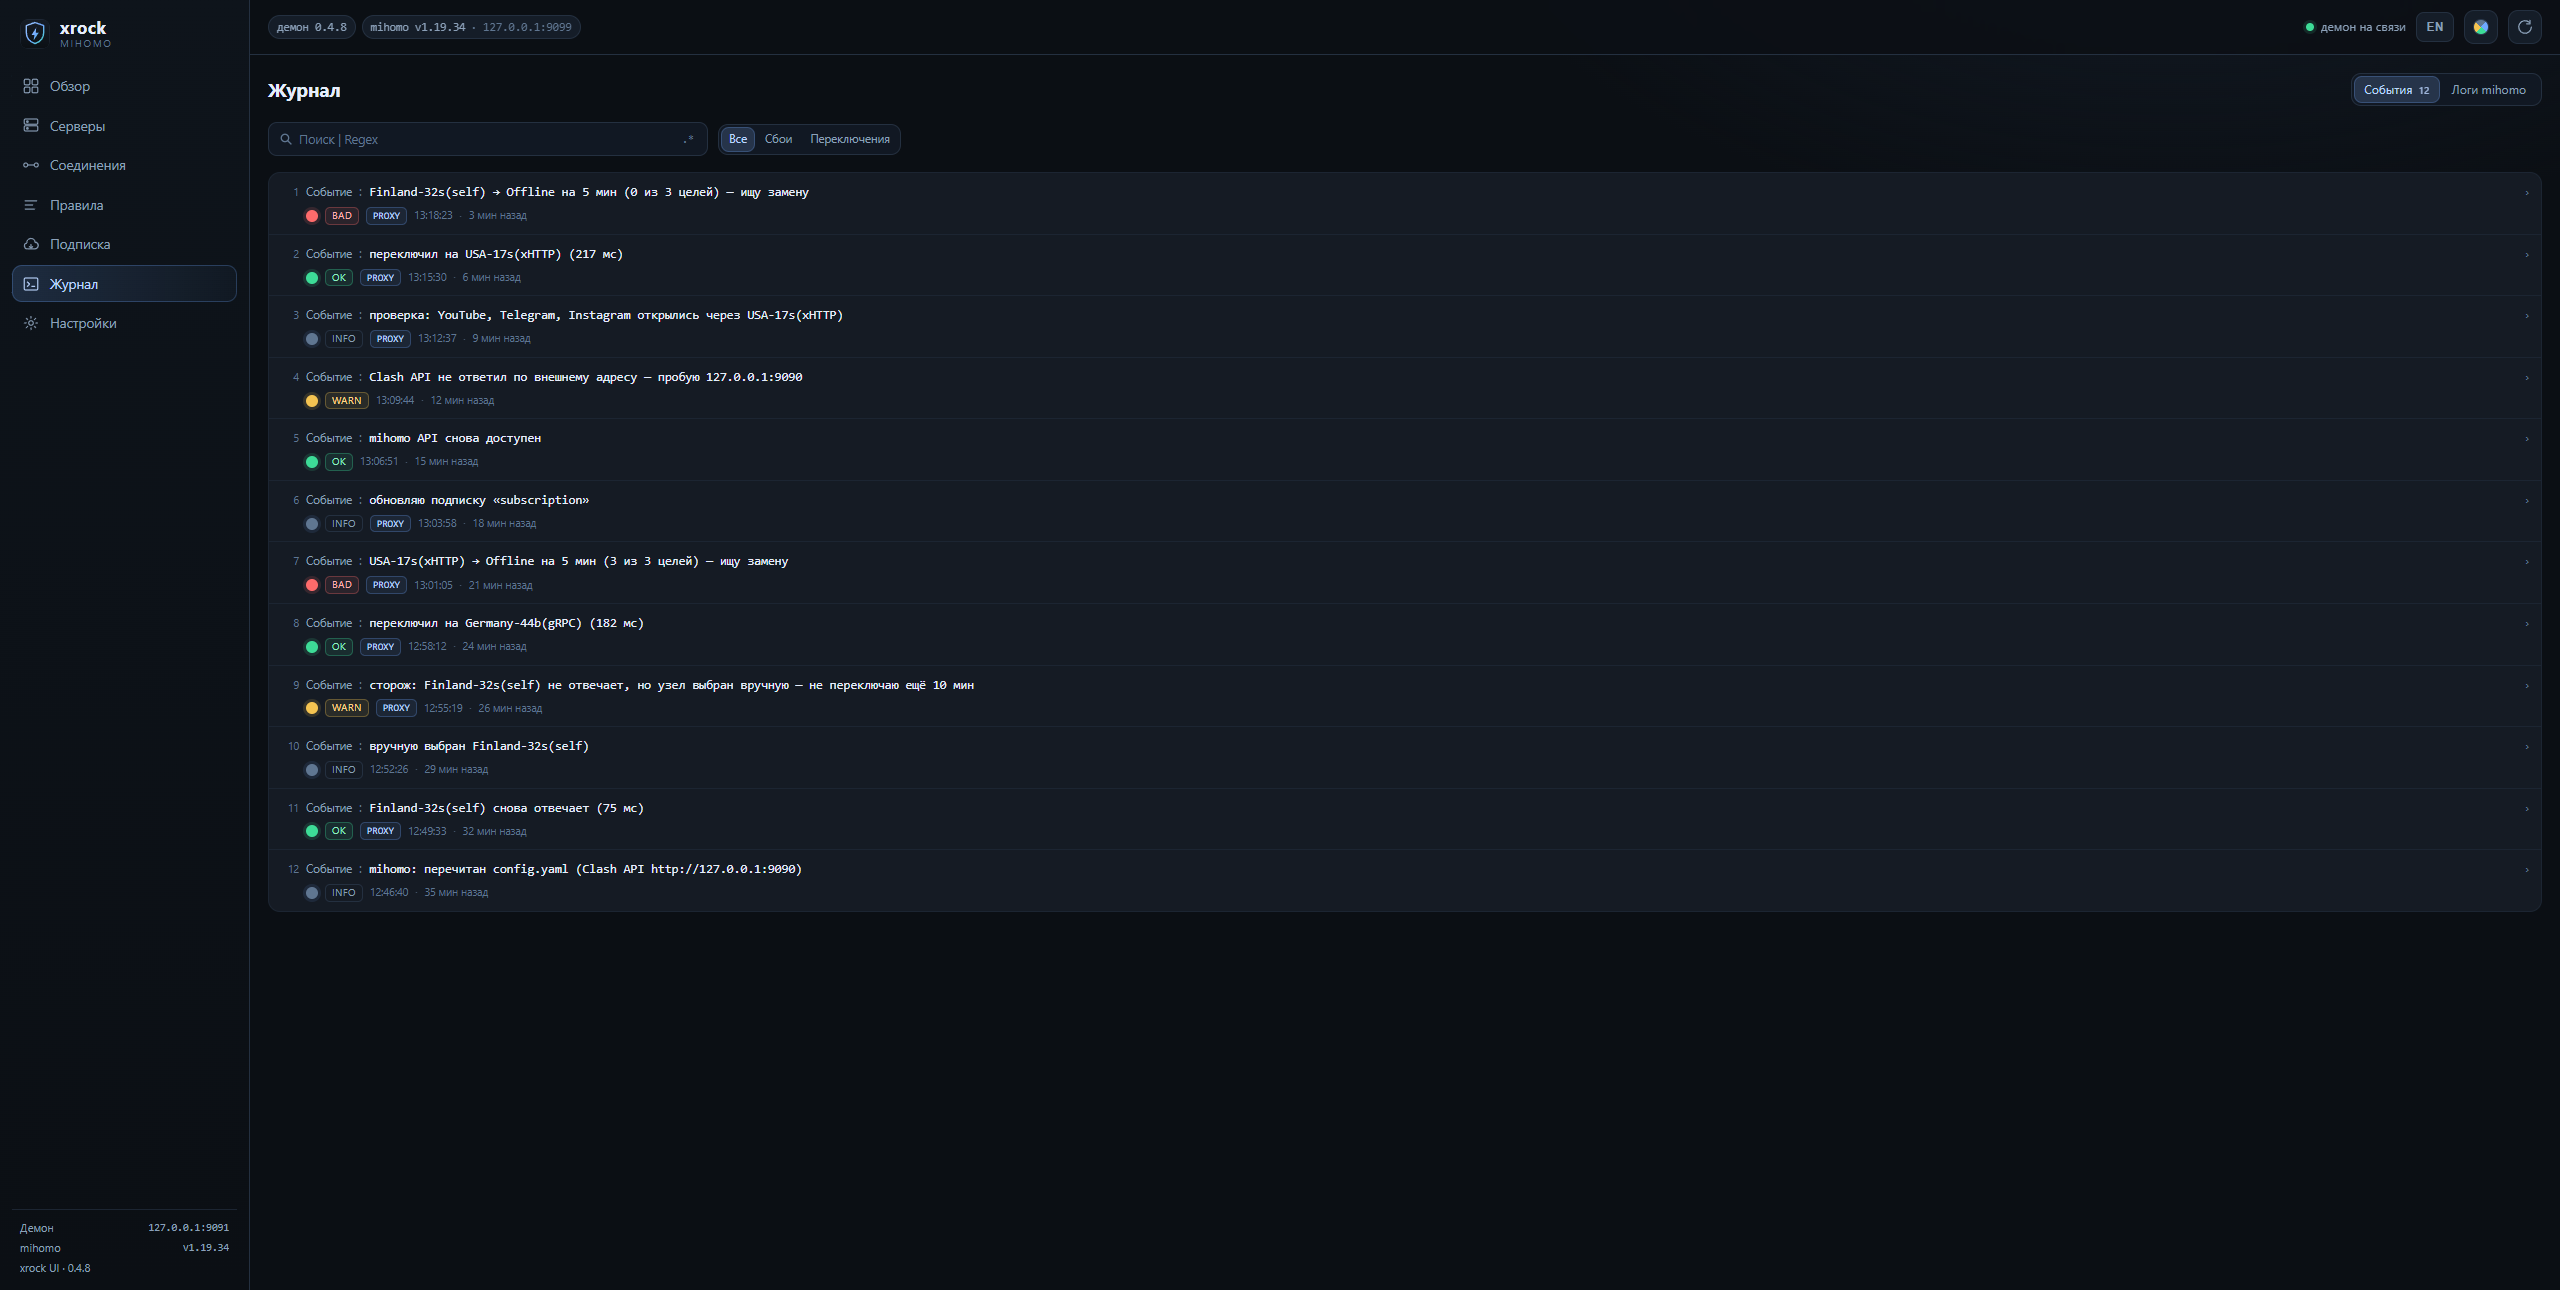 xrock
MIHOMO
Обзор
Серверы
Соединения
Правила
Подписка
Журнал
Настройки
Демон 127.0.0.1:9091
mihomo v1.19.34
xrock UI · 0.4.8
демон 0.4.8 mihomo v1.19.34 · 127.0.0.1:9099
демон на связи EN
Журнал
События 12 Логи mihomo
Поиск | Regex .* Все Сбои Переключения
1 Событие : Finland-32s(self) → Offline на 5 мин (0 из 3 целей) — ищу замену ›
BAD PROXY 13:18:23 · 3 мин назад
2 Событие : переключил на USA-17s(xHTTP) (217 мс) ›
OK PROXY 13:15:30 · 6 мин назад
3 Событие : проверка: YouTube, Telegram, Instagram открылись через USA-17s(xHTTP) ›
INFO PROXY 13:12:37 · 9 мин назад
4 Событие : Clash API не ответил по внешнему адресу — пробую 127.0.0.1:9090 ›
WARN 13:09:44 · 12 мин назад
5 Событие : mihomo API снова доступен ›
OK 13:06:51 · 15 мин назад
6 Событие : обновляю подписку «subscription» ›
INFO PROXY 13:03:58 · 18 мин назад
7 Событие : USA-17s(xHTTP) → Offline на 5 мин (3 из 3 целей) — ищу замену ›
BAD PROXY 13:01:05 · 21 мин назад
8 Событие : переключил на Germany-44b(gRPC) (182 мс) ›
OK PROXY 12:58:12 · 24 мин назад
9 Событие : сторож: Finland-32s(self) не отвечает, но узел выбран вручную — не переключаю ещё 10 мин ›
WARN PROXY 12:55:19 · 26 мин назад
10 Событие : вручную выбран Finland-32s(self) ›
INFO 12:52:26 · 29 мин назад
11 Событие : Finland-32s(self) снова отвечает (75 мс) ›
OK PROXY 12:49:33 · 32 мин назад
12 Событие : mihomo: перечитан config.yaml (Clash API http://127.0.0.1:9090) ›
INFO 12:46:40 · 35 мин назад